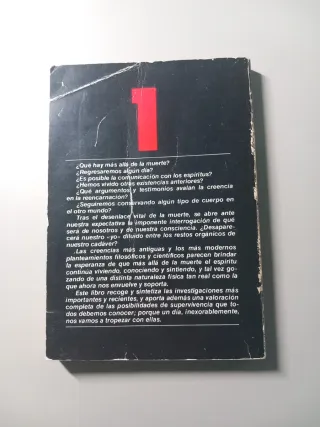 1
¿Qué hay más allá de la muerte?
¿Regresaremos algún día?
¿Es posible la comunicación con los espíritus?
¿Hemos vivido otras existencias anteriores?
¿Qué argumentos y testimonios avalan la creencia
en la reencarnación?
¿Seguiremos conservando algún tipo de cuerpo en
el otro mundo?
Tras el desenlace vital de la muerte, se abre ante
nuestra expectativa la imponente interrogación de qué
será de nosotros y de nuestra consciencia. ¿Desapare-
cerá nuestro «yo» diluido entre los restos orgánicos de
nuestro cadáver?
Las creencias más antiguas y los más modernos
planteamientos filosóficos y científicos parecen brindar
la esperanza de que más allá de la muerte el espíritu
continúa viviendo, conociendo y sintiendo, y tal vez go-
zando de una distinta naturaleza física tan real como la
que ahora nos envuelve y soporta.
Este libro recoge y sintetiza las investigaciones más
importantes y recientes, y aporta además una valoración
completa de las posibilidades de supervivencia que to-
dos debemos conocer; porque un día, inexorablemente,
nos vamos a tropezar con ellas.